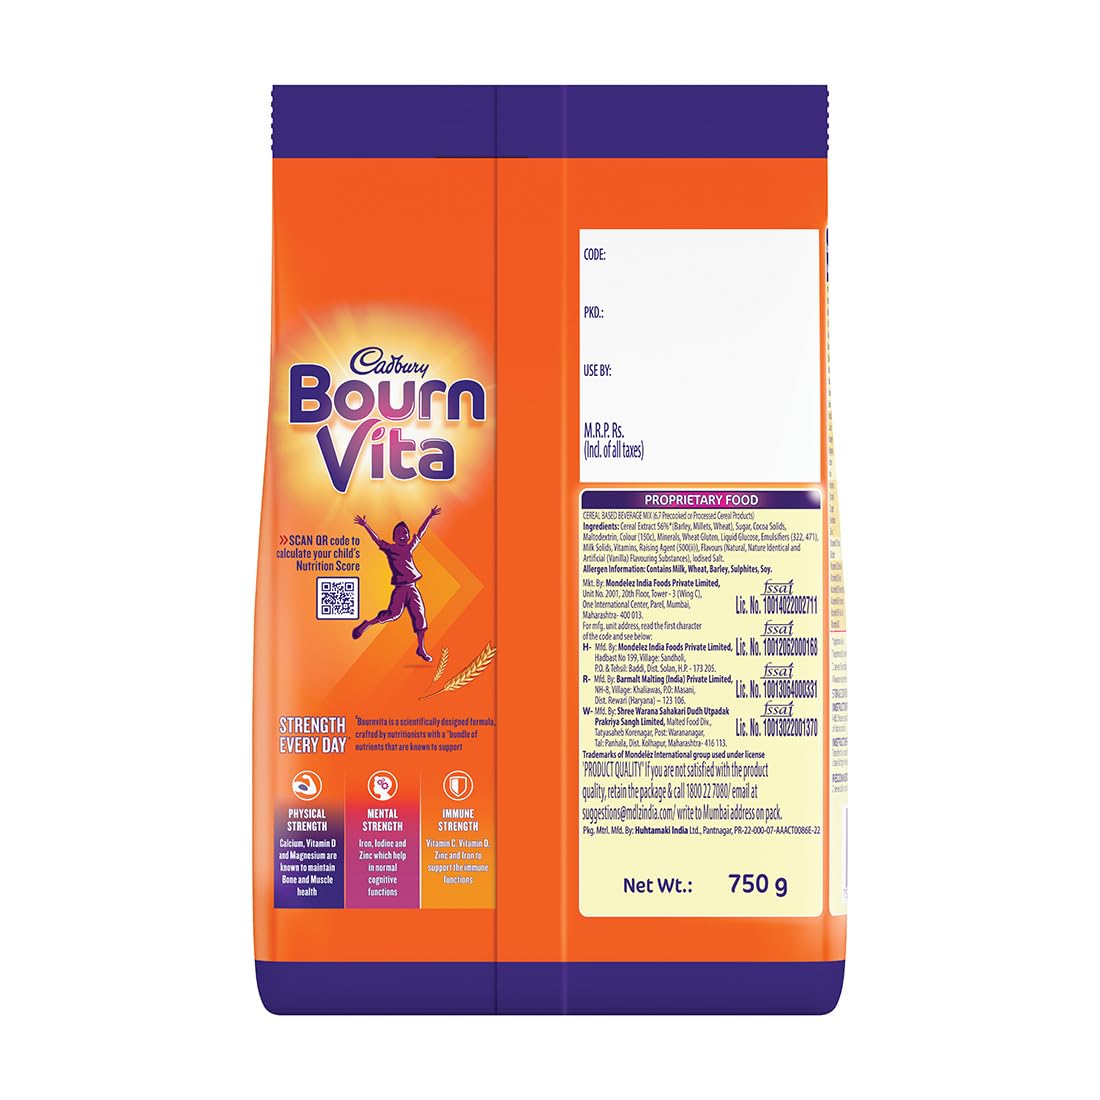 Cadbury
Bourn
Vita
SCAN QR code to
calculate your child's
Nutrition Score
STRENGTH
EVERY DAY
"Bournvita is a scientifically designed formula,
crafted by nutritionists with a "bundle of
nutrients that are known to support
PHYSICAL
STRENGTH
Calcium, Vitamin D
and Magnesium are
known to maintain
Bone and Muscle
health
MENTAL
STRENGTH
Iron, Iodine and
Zinc which help
in normal
cognitive
functions
IMMUNE
STRENGTH
Vitamin C, Vitamin D,
Zinc and Iron to
support the immune
functions
CODE:
PKD.:
USE BY:
M.R.P. Rs.
(Incl. of all taxes)
PROPRIETARY FOOD
CEREAL BASED BEVERAGE MIX (6.7 Precooked or Processed Cereal Products)
Ingredients: Cereal Extract 56%*(Barley, Millets, Wheat), Sugar, Cocoa Solids,
Maltodextrin, Colour (150c), Minerals, Wheat Gluten, Liquid Glucose, Emulsifiers (322, 471),
Milk Solids, Vitamins, Raising Agent (500(ii)), Flavours (Natural, Nature Identical and
Artificial (Vanilla) Flavouring Substances), Iodised Salt.
Allergen Information: Contains Milk, Wheat, Barley, Sulphites, Soy.
Mkt. By: Mondelez India Foods Private Limited,
Unit No. 2001, 20th Floor, Tower - 3 (Wing C),
One International Center, Parel, Mumbai,
Maharashtra- 400 013.
fssai
Lic. No. 10014022002711
For mfg. unit address, read the first character
of the code and see below:
H- Mfd. By: Mondelez India Foods Private Limited,
Hadbast No 199, Village: Sandholi,
P.O. & Tehsil: Baddi, Dist. Solan, H.P. - 173 205.
fssai
Lic. No. 10012062000168
R- Mfd. By: Barmalt Malting (India) Private Limited,
NH-8, Village: Khaliawas, P.O: Masani,
Dist. Rewari (Haryana) – 123 106.
fssai
Lic. No. 10013064000331
W- Mfd. By: Shree Warana Sahakari Dudh Utpadak
Prakriya Sangh Limited, Malted Food Div.,
Tatyasaheb Korenagar, Post: Warananagar,
Tal: Panhala, Dist. Kolhapur, Maharashtra- 416 113.
fssai
Lic. No. 10013022001370
Trademarks of Mondelēz International group used under license
'PRODUCT QUALITY' If you are not satisfied with the product
quality, retain the package & call 1800 22 7080/ email at
suggestions@mdlzindia.com/ write to Mumbai address on pack.
Pkg. Mtrl. Mfd. By: Huhtamaki India Ltd., Pantnagar, PR-22-000-07-AAACT0086E-22
Net Wt.: 750 g